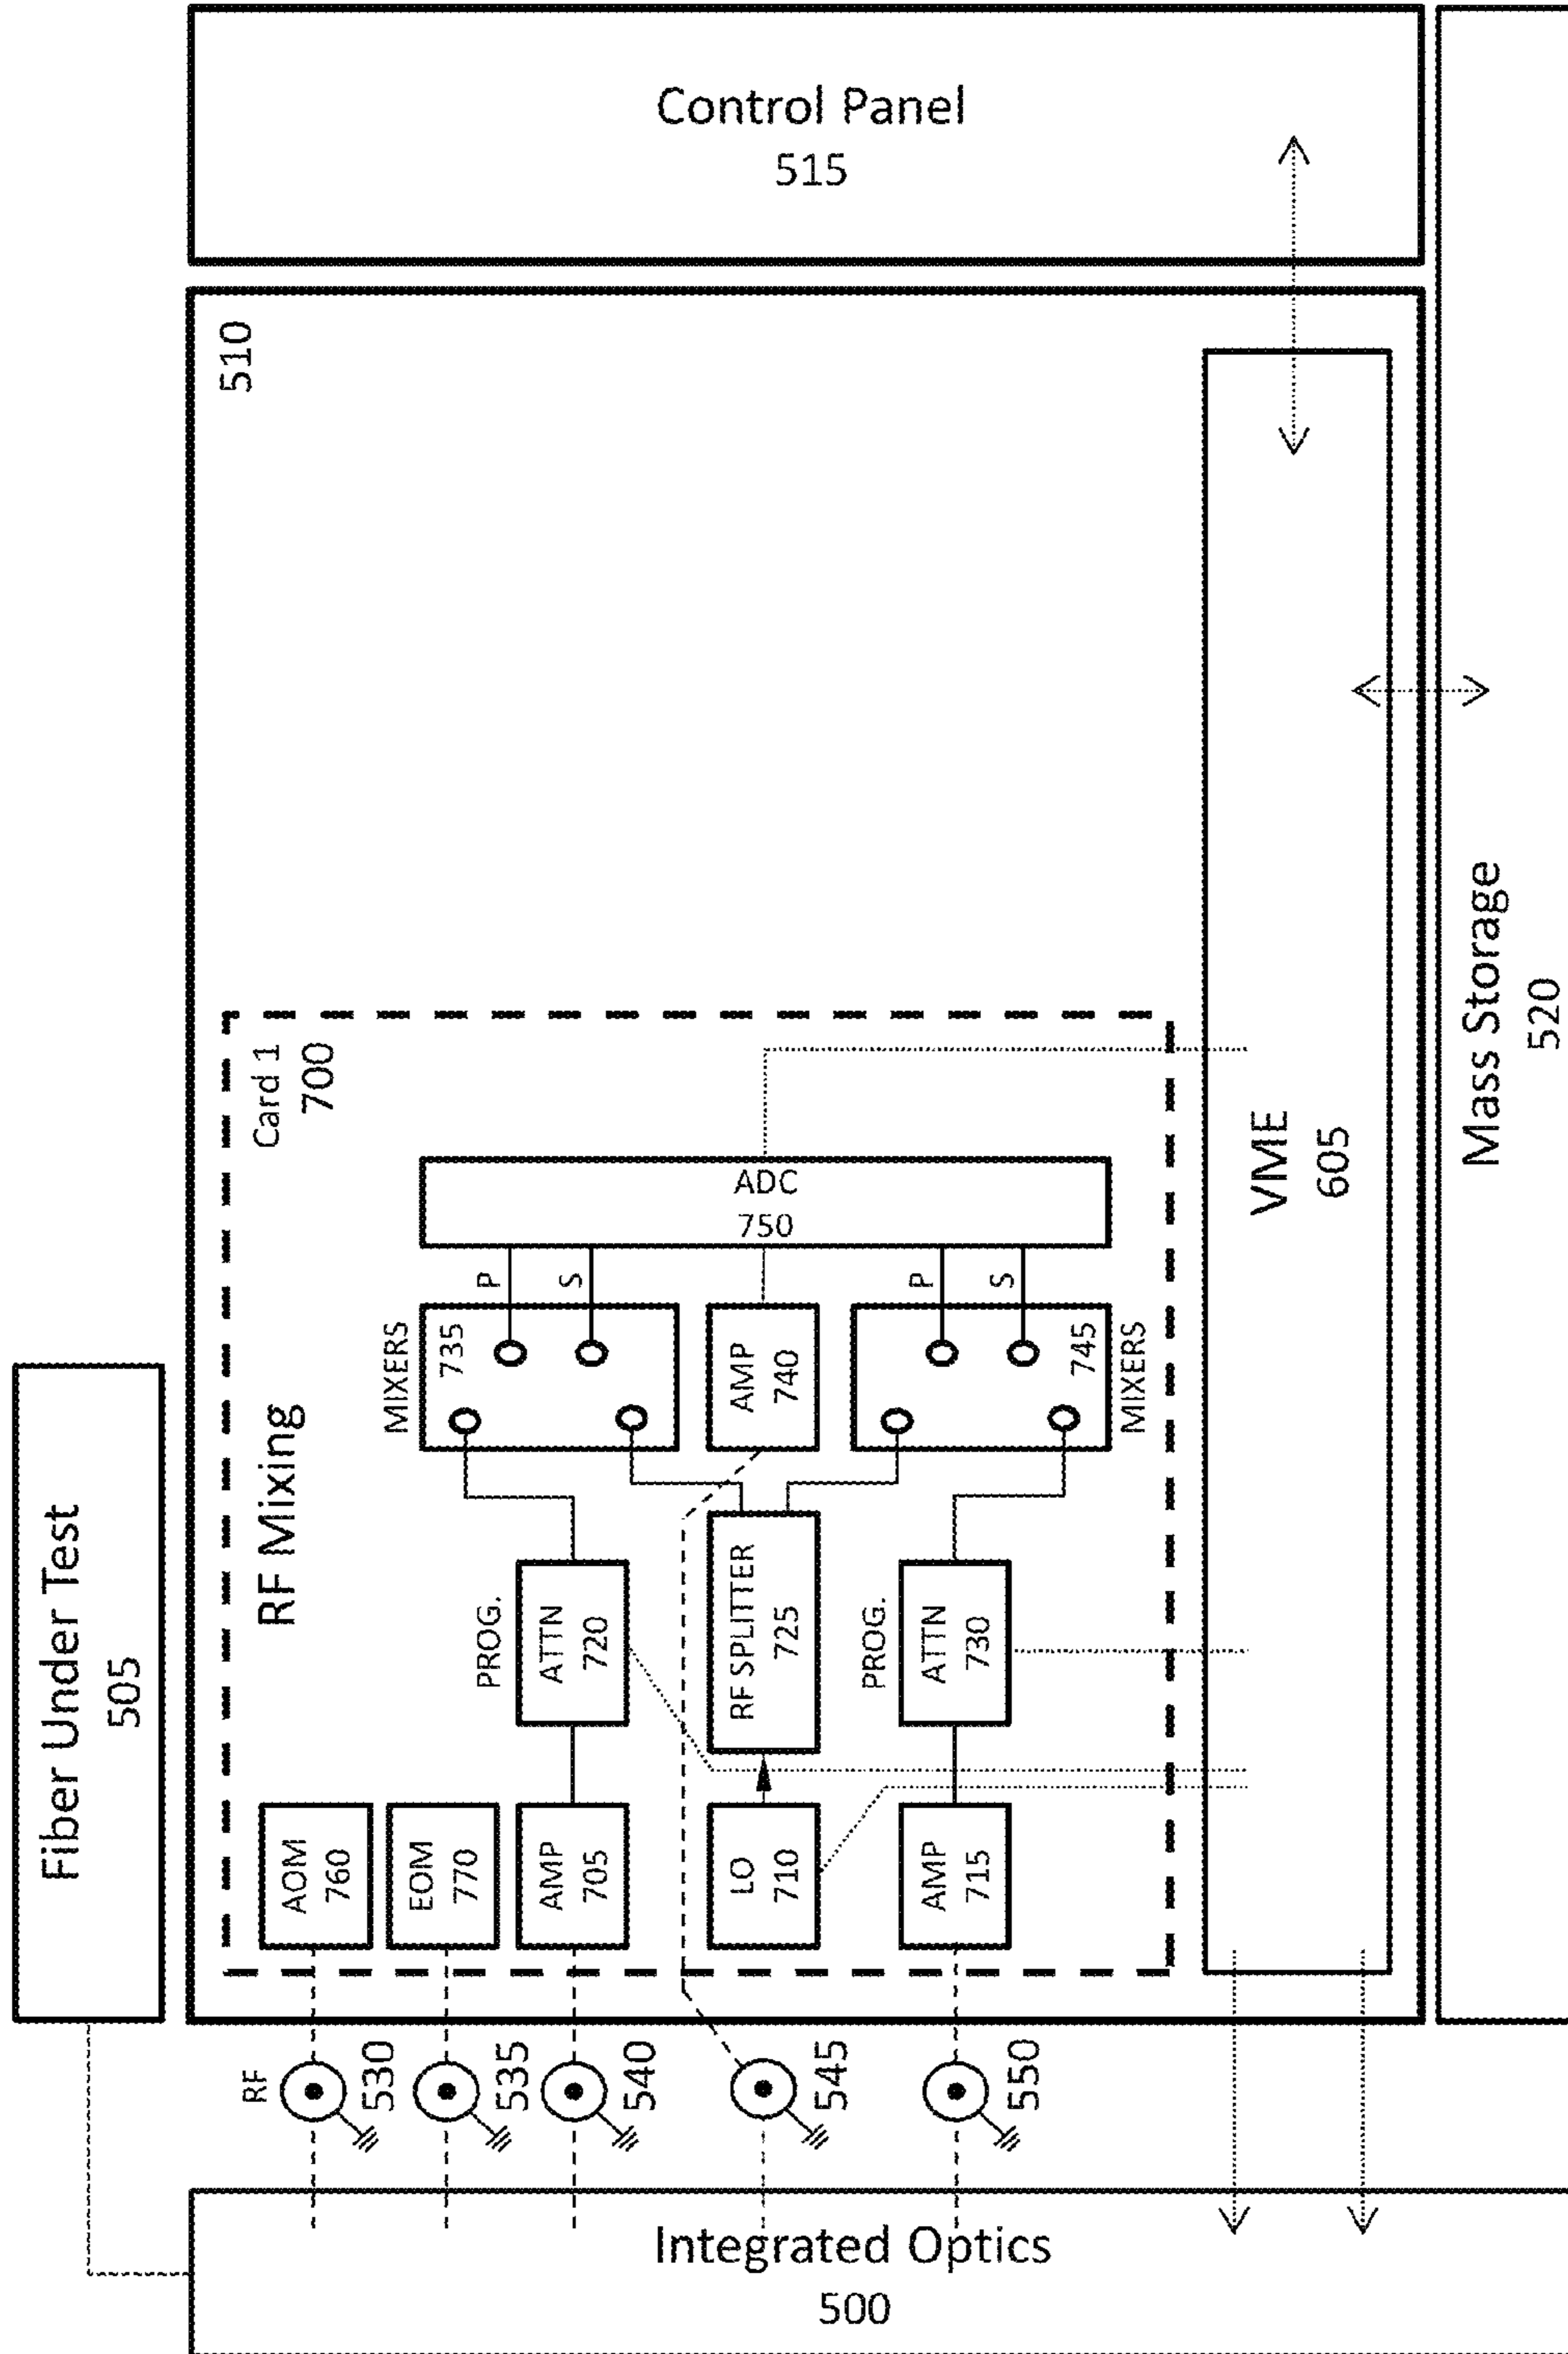 Fiber Under Test
505
Integrated Optics
500
RF
530
535
540
545
550
510
RF Mixing
Card 1
700
AOM
760
EOM
770
AMP
705
LO
710
AMP
715
PROG.
ATTN
720
RF SPLITTER
725
PROG.
ATTN
730
MIXERS
735
P
S
AMP
740
745
MIXERS
P
S
ADC
750
VME
605
Control Panel
515
Mass Storage
520